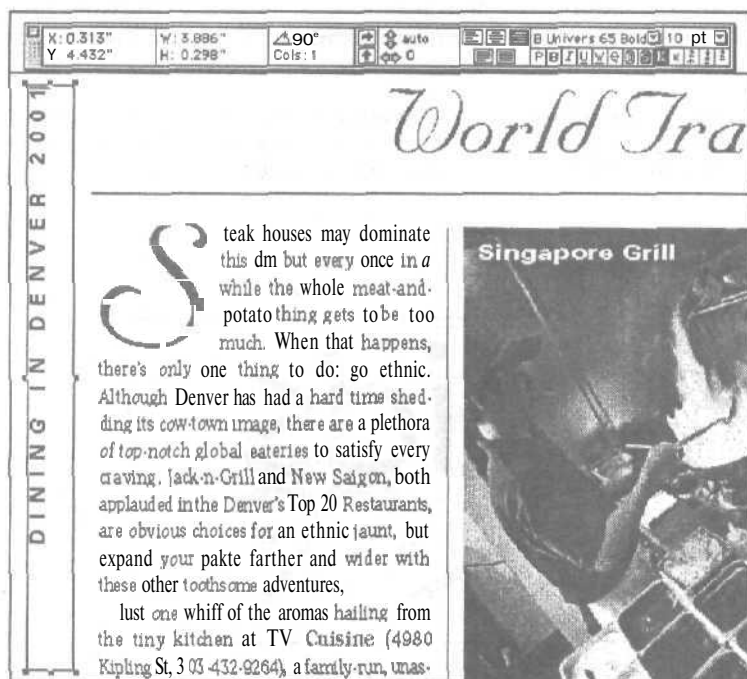 X:0.313" W:3.886" 90° auto B Univers 65 Bold 10 pt
Y 4.432" H: 0.298" Cols:1 0 P B I U W
DINING IN DENVER 2001
World Tra
Steak houses may dominate
this dm but every once in a
while the whole meat-and-
potato thing gets to be too
much. When that happens,
there's only one thing to do: go ethnic.
Although Denver has had a hard time shed-
ding its cow-town image, there are a plethora
of top-notch global eateries to satisfy every
craving. Jack-n-Grill and New Saigon, both
applauded in the Denver's Top 20 Restaurants,
are obvious choices for an ethnic jaunt, but
expand your pakte farther and wider with
these other toothsome adventures,
lust one whiff of the aromas hailing from
the tiny kitchen at TV Cuisine (4980
Kipling St, 3 03-432-9264), a family-run, unas-
Singapore Grill